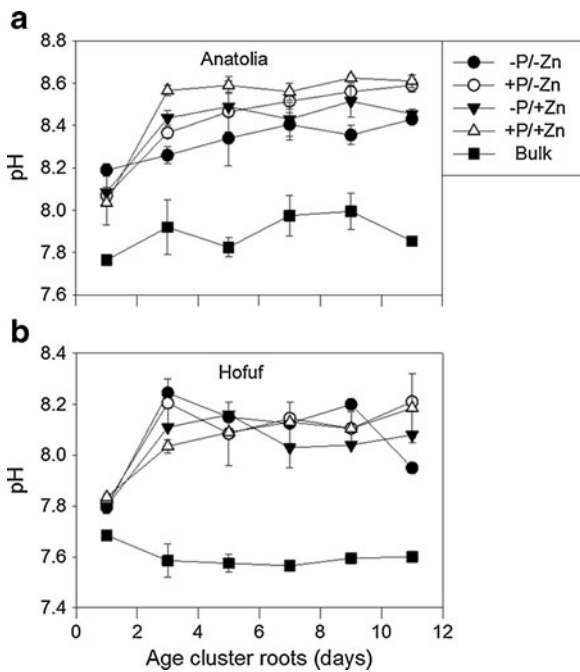 a
Anatolia
8.8
8.6
8.4
8.2
8.0
7.8
7.6
pH
-P/-Zn
+P/-Zn
-P/+Zn
+P/+Zn
Bulk
b
Hofuf
8.4
8.2
8.0
7.8
7.6
7.4
pH
0 2 4 6 8 10 12
Age cluster roots (days)